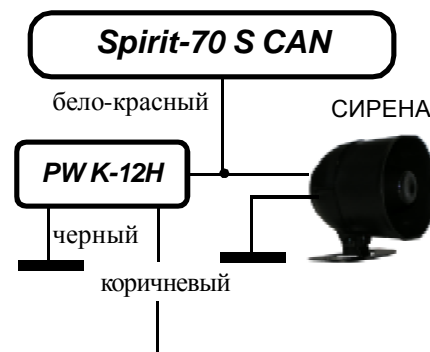 Spirit-70 S CAN
бело-красный
СИРЕНА
PW K-12H
черный
коричневый